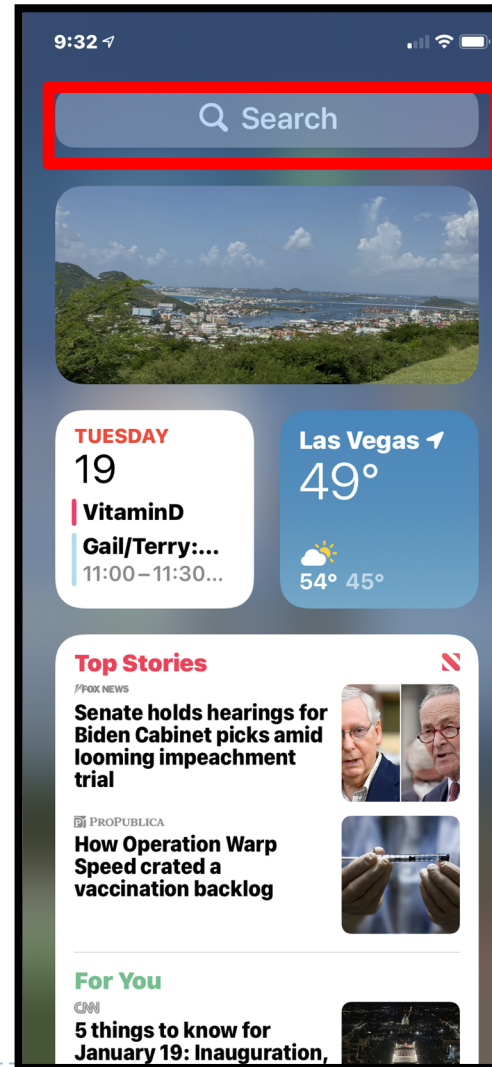 9:32
Search
TUESDAY
19
VitaminD
Gail/Terry:...
11:00–11:30...
Las Vegas
49°
54° 45°
Top Stories
FOX NEWS
Senate holds hearings for
Biden Cabinet picks amid
looming impeachment
trial
PROPUBLICA
How Operation Warp
Speed crated a
vaccination backlog
For You
CNN
5 things to know for
January 19: Inauguration,